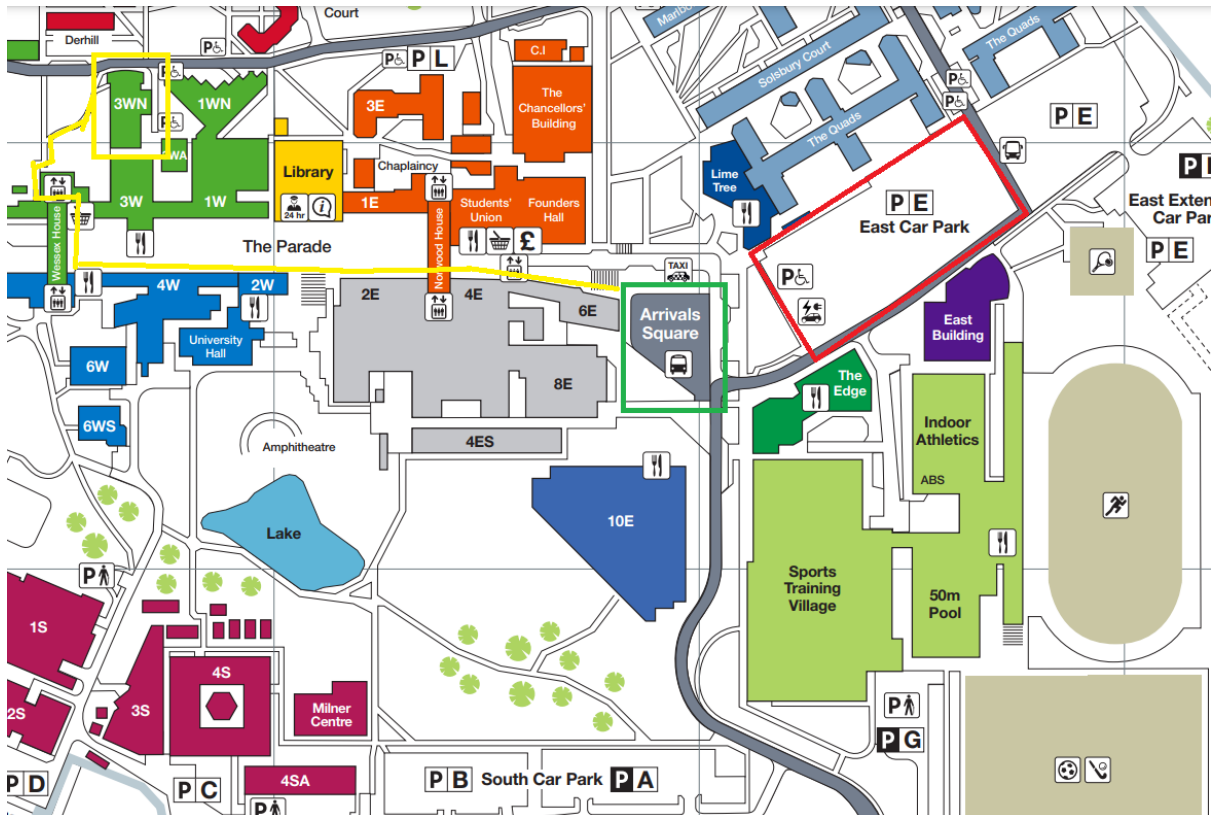 Court
Derhill
P
P
P L
C.I
Marlbo
Solsbury Court
The Quads
P
P
3WN
P
P
1WN
3E
The
Chancellors'
Building
The Quads
P E
WA
Library
24 hr
i
Chaplaincy
1E
Lime
Tree
P E
East Car Park
P
East Exten
Car Par
P E
3W
1W
Students'
Union
Founders
Hall
£
Wessex House
The Parade
Norwood House
TAXI
P
4W
2W
2E
4E
6E
Arrivals
Square
East
Building
University
Hall
6W
8E
The
Edge
6WS
Amphitheatre
4ES
Indoor
Athletics
ABS
Lake
10E
P
Sports
Training
Village
50m
Pool
1S
4S
2S
3S
Milner
Centre
P
P G
P D
P C
4SA
P
P B
South Car Park
P A